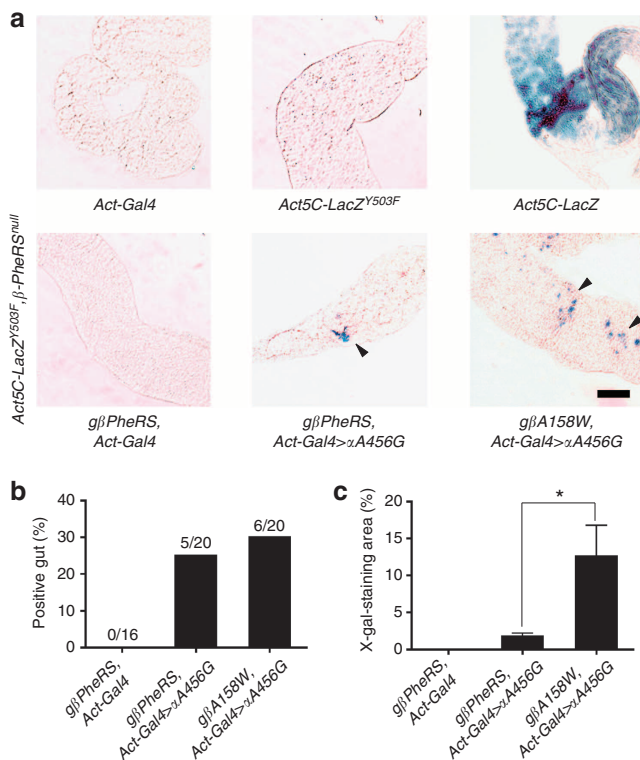 a
Act-Gal4
Act5C-LacZY503F
Act5C-LacZ
Act5C-LacZY503F, β-PheRSnull
gβPheRS,
Act-Gal4
gβPheRS,
Act-Gal4>αA456G
gβA158W,
Act-Gal4>αA456G
b
Positive gut (%)
40
30
20
10
0
0/16
5/20
6/20
gβPheRS,
Act-Gal4
gβPheRS,
Act-Gal4>αA456G
gβA158W,
Act-Gal4>αA456G
c
X-gal-staining area (%)
20
15
10
5
0
*
gβPheRS,
Act-Gal4
gβPheRS,
Act-Gal4>αA456G
gβA158W,
Act-Gal4>αA456G